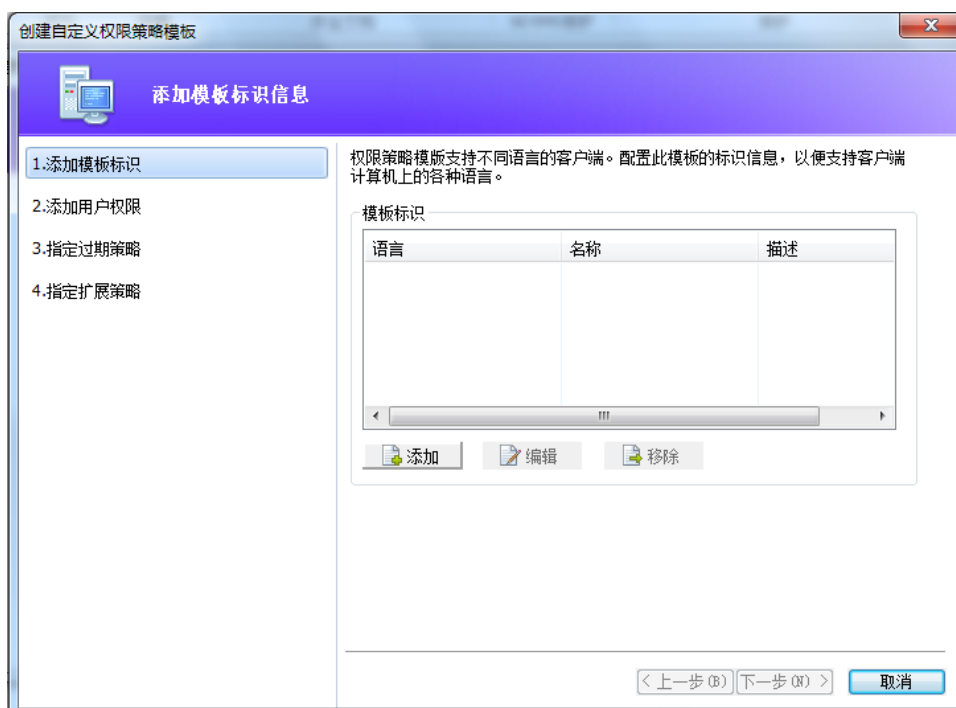 创建自定义权限策略模板
添加模板标识信息
1.添加模板标识
2.添加用户权限
3.指定过期策略
4.指定扩展策略
权限策略模版支持不同语言的客户端。配置此模板的标识信息，以便支持客户端
计算机上的各种语言。
模板标识
语言 名称 描述
添加 编辑 移除
< 上一步(B) 下一步(N) > 取消